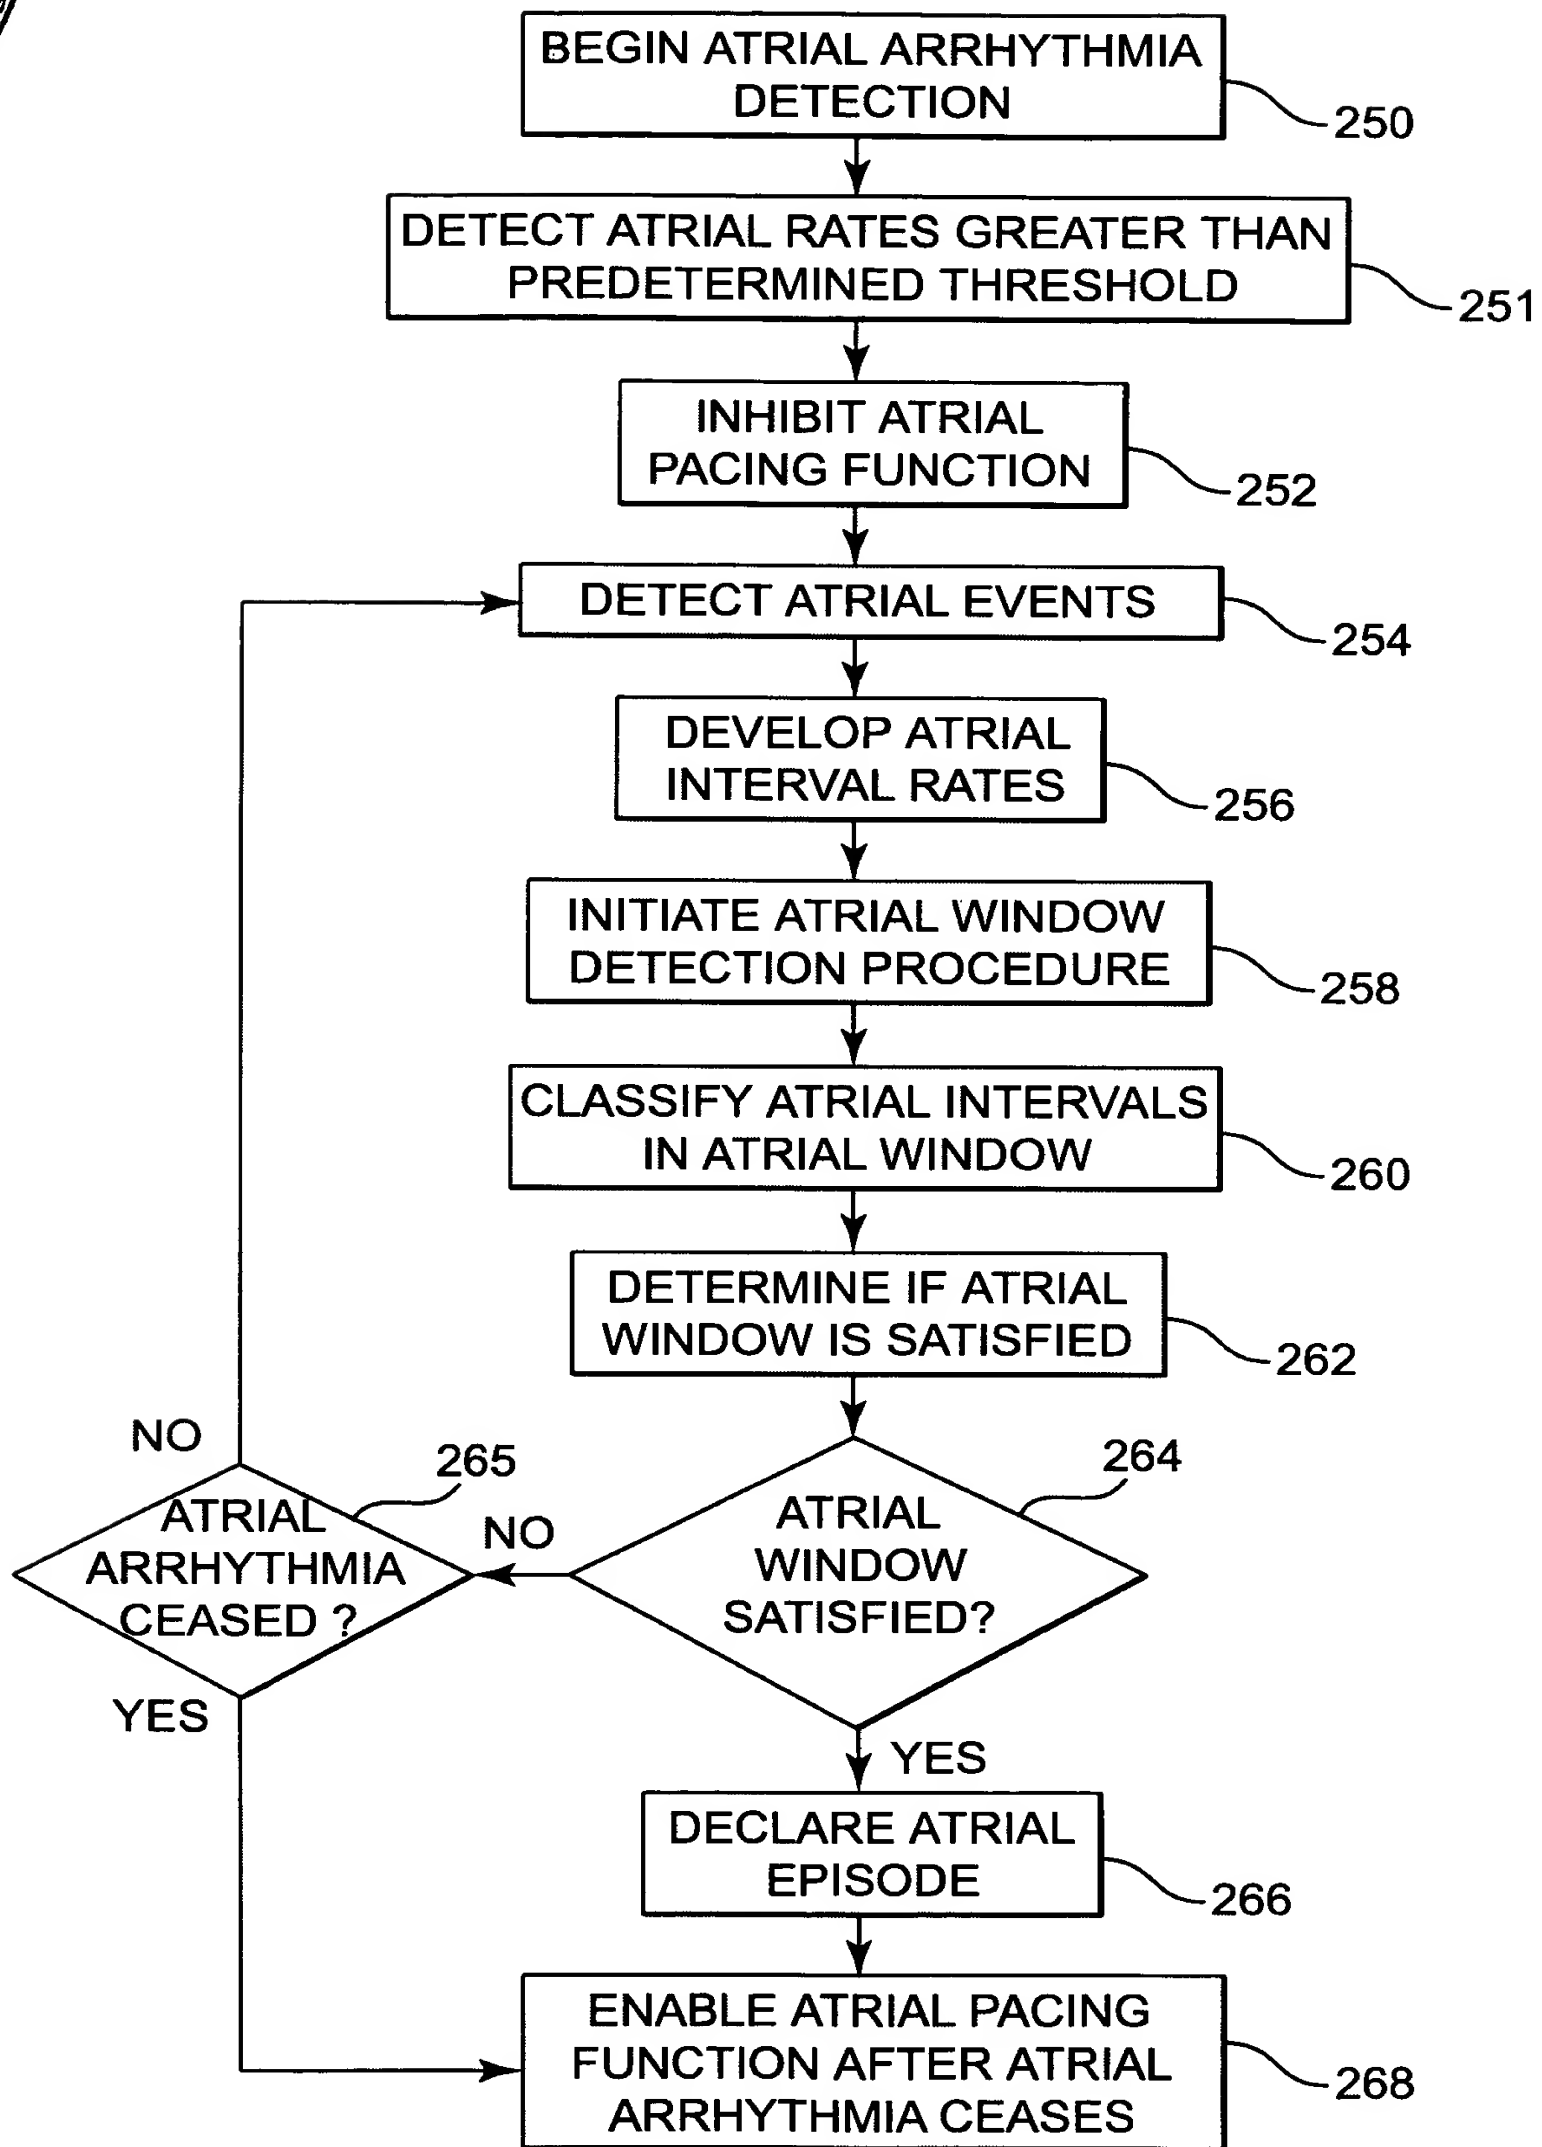 BEGIN ATRIAL ARRHYTHMIA
DETECTION
250
DETECT ATRIAL RATES GREATER THAN
PREDETERMINED THRESHOLD
251
INHIBIT ATRIAL
PACING FUNCTION
252
DETECT ATRIAL EVENTS
254
DEVELOP ATRIAL
INTERVAL RATES
256
INITIATE ATRIAL WINDOW
DETECTION PROCEDURE
258
CLASSIFY ATRIAL INTERVALS
IN ATRIAL WINDOW
260
DETERMINE IF ATRIAL
WINDOW IS SATISFIED
262
264
ATRIAL
WINDOW
SATISFIED?
NO
265
ATRIAL
ARRHYTHMIA
CEASED ?
NO
YES
YES
DECLARE ATRIAL
EPISODE
266
ENABLE ATRIAL PACING
FUNCTION AFTER ATRIAL
ARRHYTHMIA CEASES
268